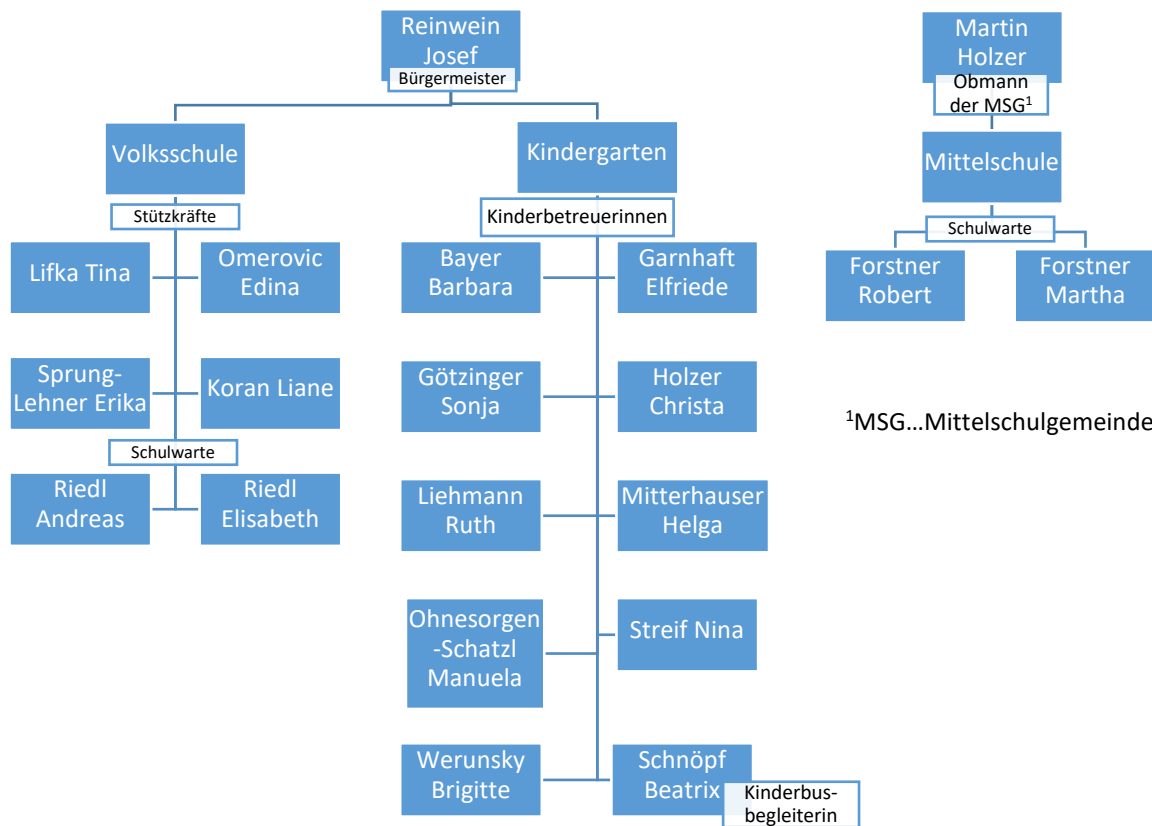 Reinwein
Josef
Bürgermeister
Volksschule
Stützkräfte
Lifka Tina
Omerovic
Edina
Sprung-
Lehner Erika
Koran Liane
Schulwarte
Riedl
Andreas
Riedl
Elisabeth
Kindergarten
Kinderbetreuerinnen
Bayer
Barbara
Garnhaft
Elfriede
Götzinger
Sonja
Holzer
Christa
Liehmann
Ruth
Mitterhauser
Helga
Ohnesorgen
-Schatzl
Manuela
Streif Nina
Werunsky
Brigitte
Schnöpf
Beatrix
Kinderbus-
begleiterin
Martin
Holzer
Obmann
der MSG¹
Mittelschule
Schulwarte
Forstner
Robert
Forstner
Martha
¹MSG...Mittelschulgemeinde